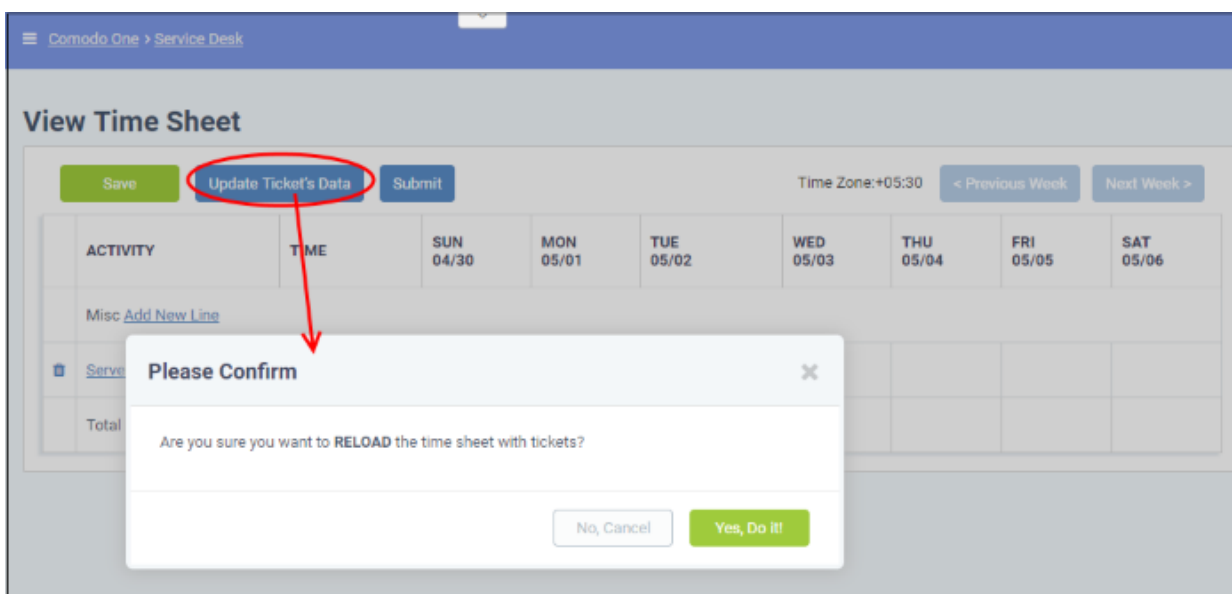 Comodo One > Service Desk
View Time Sheet
Save Update Ticket's Data Submit Time Zone:+05:30 < Previous Week Next Week >
ACTIVITY TIME SUN 04/30 MON 05/01 TUE 05/02 WED 05/03 THU 05/04 FRI 05/05 SAT 05/06
Misc Add New Line
Serve
Total
Please Confirm
Are you sure you want to RELOAD the time sheet with tickets?
No, Cancel Yes, Do it!